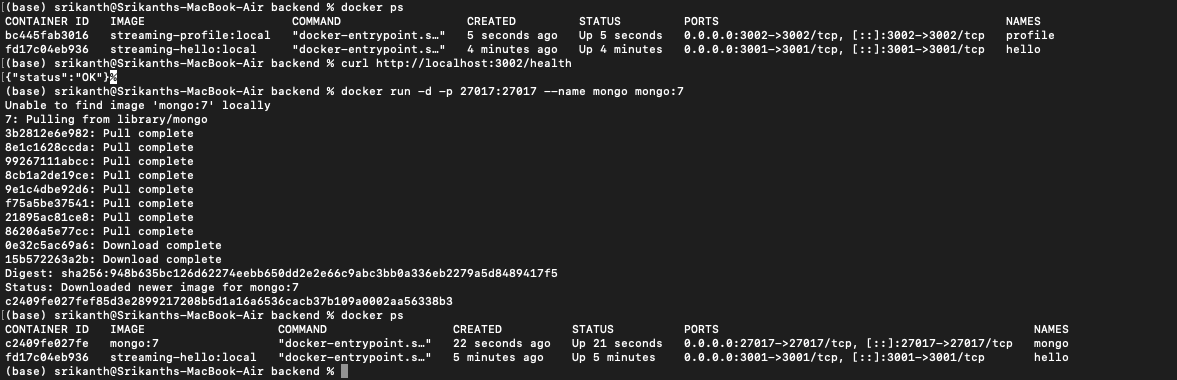 [(base) srikanth@Srikanths-MacBook-Air backend % docker ps
CONTAINER ID   IMAGE                     COMMAND                  CREATED         STATUS         PORTS                                         NAMES
bc445fab3016   streaming-profile:local   "docker-entrypoint.s…"   5 seconds ago   Up 5 seconds   0.0.0.0:3002->3002/tcp, [::]:3002->3002/tcp   profile
fd17c04eb936   streaming-hello:local     "docker-entrypoint.s…"   4 minutes ago   Up 4 minutes   0.0.0.0:3001->3001/tcp, [::]:3001->3001/tcp   hello
[(base) srikanth@Srikanths-MacBook-Air backend % curl http://localhost:3002/health
[{"status":"OK"}%
(base) srikanth@Srikanths-MacBook-Air backend % docker run -d -p 27017:27017 --name mongo mongo:7
Unable to find image 'mongo:7' locally
7: Pulling from library/mongo
3b2812e6e982: Pull complete
8e1c1628ccda: Pull complete
99267111abcc: Pull complete
8cb1a2de19ce: Pull complete
9e1c4dbe92d6: Pull complete
f75a5be37541: Pull complete
21895ac81ce8: Pull complete
86206a5e77cc: Pull complete
0e32c5ac69a6: Download complete
15b572263a2b: Download complete
Digest: sha256:948b635bc126d62274eebb650dd2e2e66c9abc3bb0a336eb2279a5d8489417f5
Status: Downloaded newer image for mongo:7
c2409fe027fef85d3e2899217208b5d1a16a6536cacb37b109a0002aa56338b3
[(base) srikanth@Srikanths-MacBook-Air backend % docker ps
CONTAINER ID   IMAGE                   COMMAND                  CREATED          STATUS          PORTS                                             NAMES
c2409fe027fe   mongo:7                 "docker-entrypoint.s…"   22 seconds ago   Up 21 seconds   0.0.0.0:27017->27017/tcp, [::]:27017->27017/tcp   mongo
fd17c04eb936   streaming-hello:local   "docker-entrypoint.s…"   5 minutes ago    Up 5 minutes    0.0.0.0:3001->3001/tcp, [::]:3001->3001/tcp       hello
(base) srikanth@Srikanths-MacBook-Air backend %